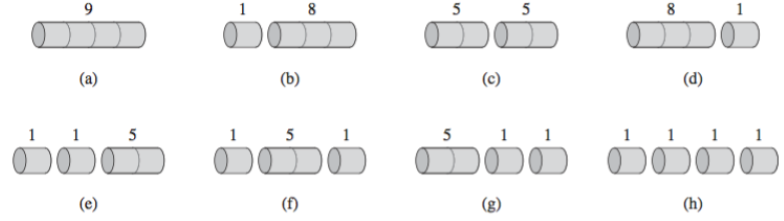 9 1 8 5 5 8 1
(a) (b) (c) (d)
1 1 5 1 5 1 5 1 1 1 1 1 1
(e) (f) (g) (h)